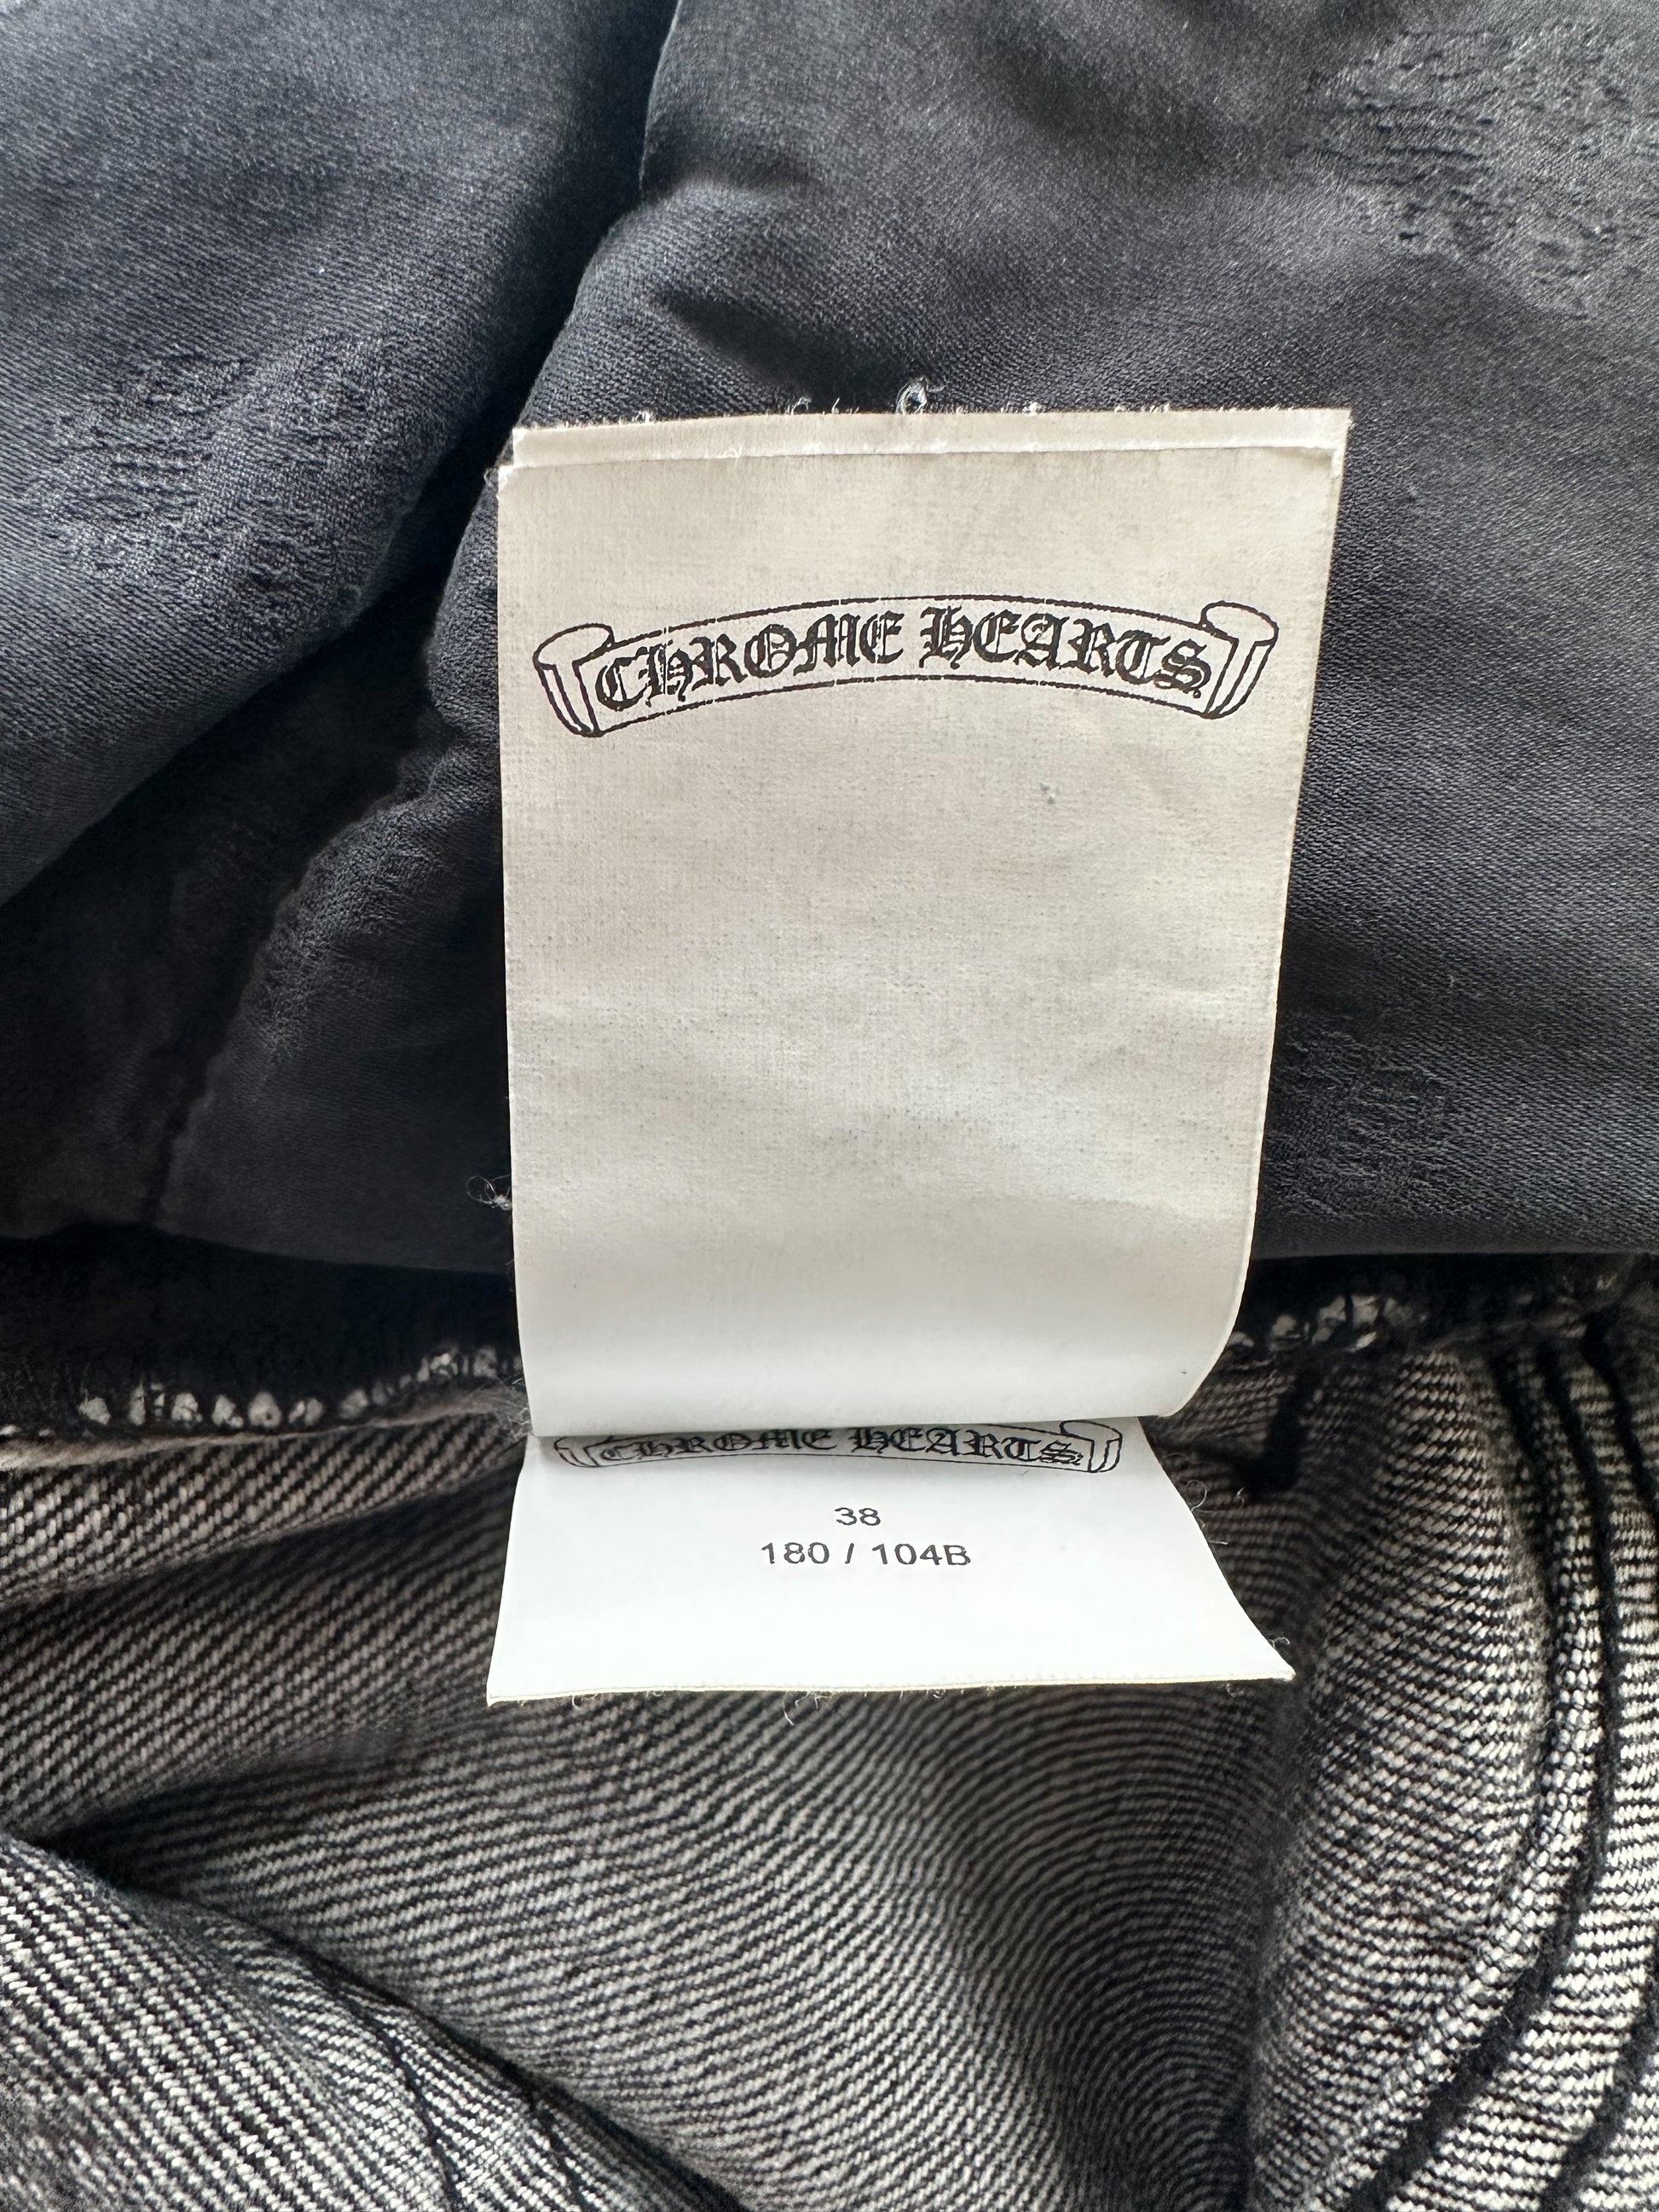 CHROME HEARTS
CHROME HEARTS
38
180 / 104B